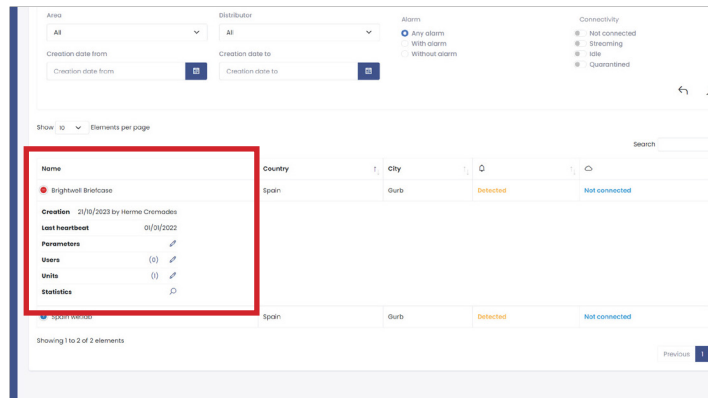 Area
Distributor
Alarm
Connectivity
All
All
Any alarm
With alarm
Without alarm
Not connected
Streaming
Idle
Quarantined
Creation date from
Creation date to
Creation date from
Creation date to
Show 10 Elements per page
Search
Name Country City
Brightwell Briefcase Spain Gurb Detected Not connected
Creation 21/10/2023 by Herme Cremades
Last heartbeat 01/01/2022
Parameters
Users (0)
Units (1)
Statistics
Spain wetlab Spain Gurb Detected Not connected
Showing 1 to 2 of 2 elements
Previous 1